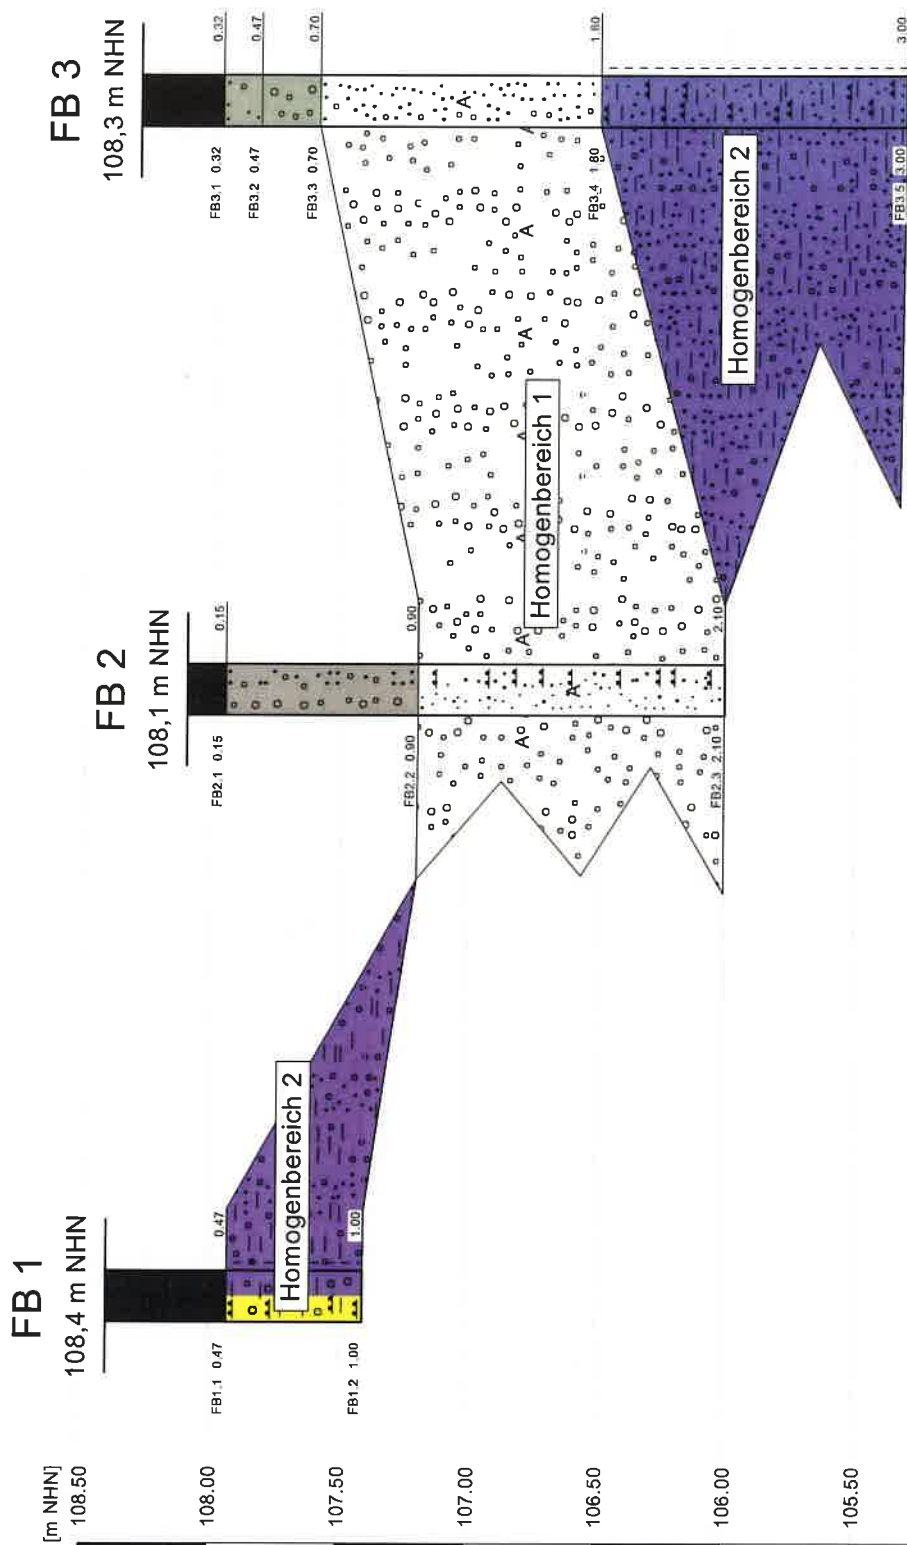 FB 1
108,4 m NHN
FB1.1 0.47
0.47
FB1.2 1.00
1.00
Homogenbereich 2
FB 2
108,1 m NHN
FB2.1 0.15
0.15
FB2.2 0.90
0.90
FB2.3 2.10
2.10
A
A
A
Homogenbereich 1
A
A
A
A
A
A
FB 3
108,3 m NHN
FB3.1 0.32
0.32
FB3.2 0.47
0.47
FB3.3 0.70
0.70
FB3.4 1.80
1.80
FB3.5 3.00
3.00
Homogenbereich 2
[m NHN]
108.50
108.00
107.50
107.00
106.50
106.00
105.50